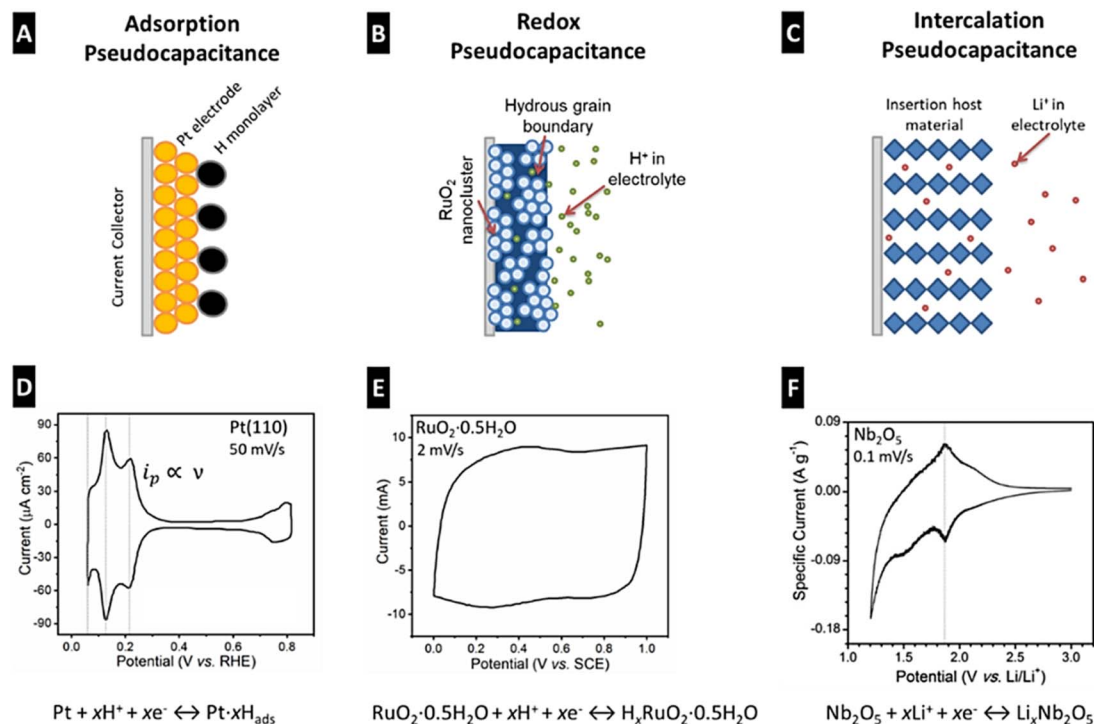 A
Adsorption
Pseudocapacitance
Current Collector
Pt electrode
H monolayer
B
Redox
Pseudocapacitance
Hydrous grain
boundary
H⁺ in
electrolyte
RuO₂
nanocluster
C
Intercalation
Pseudocapacitance
Insertion host
material
Li⁺ in
electrolyte
D
Pt(110)
50 mV/s
iₚ ∝ ν
90
60
30
0
-30
-60
-90
Current (µA cm⁻²)
0.0 0.2 0.4 0.6 0.8
Potential (V vs. RHE
Pt + xH⁺ + xe⁻ ↔ Pt·xH_ads
E
RuO₂·0.5H₂O
2 mV/s
10
5
0
-5
-10
Current (mA)
0.0 0.2 0.4 0.6 0.8 1.0
Potential (V vs. SCE
RuO₂·0.5H₂O + xH⁺ + xe⁻ ↔ HₓRuO₂·0.5H₂O
F
Nb₂O₅
0.1 mV/s
0.09
0.00
-0.09
-0.18
Specific Current (A g⁻¹)
1.0 1.5 2.0 2.5 3.0
Potential (V vs. Li/Li⁺)
Nb₂O₅ + xLi⁺ + xe⁻ ↔ LiₓNb₂O₅